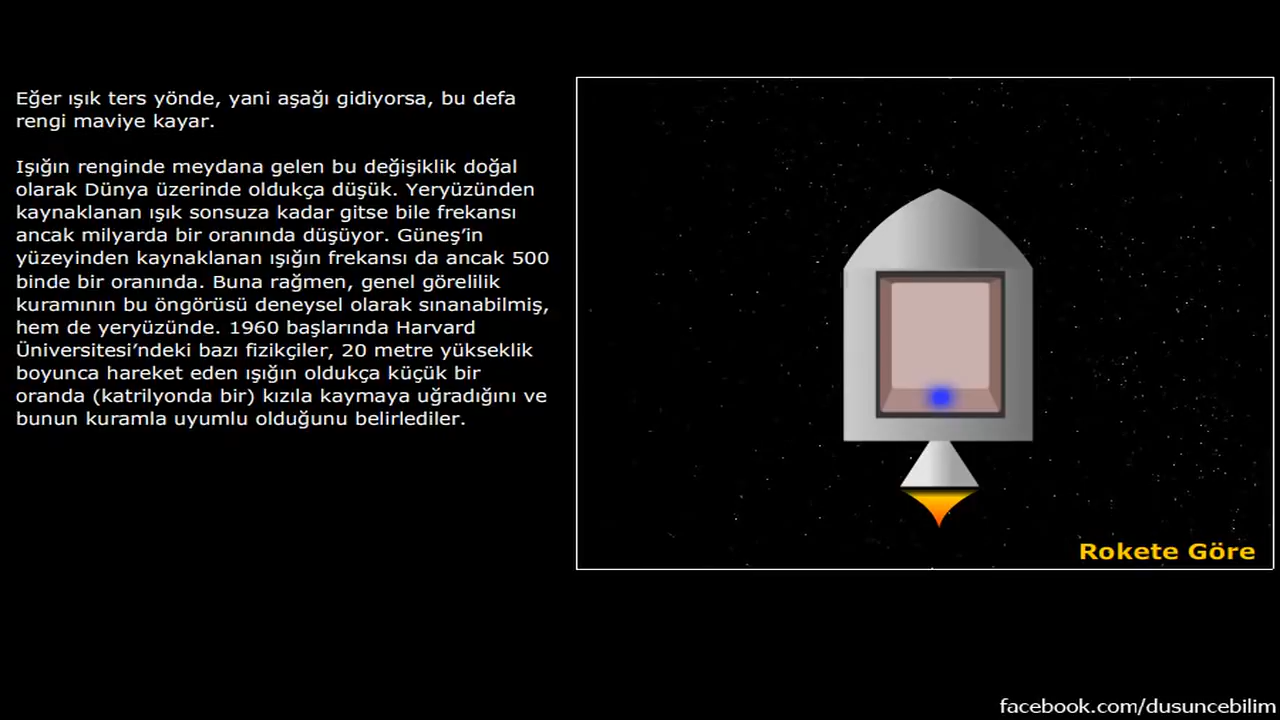 Eğer ışık ters yönde, yani aşağı gidiyorsa, bu defa
rengi maviye kayar.
Işığın renginde meydana gelen bu değişiklik doğal
olarak Dünya üzerinde oldukça düşük. Yeryüzünden
kaynaklanan ışık sonsuza kadar gitse bile frekansı
ancak milyarda bir oranında düşüyor. Güneş’in
yüzeyinden kaynaklanan ışığın frekansı da ancak 500
binde bir oranında. Buna rağmen, genel görelilik
kuramının bu öngörüsü deneysel olarak sınanabilmiş,
hem de yeryüzünde. 1960 başlarında Harvard
Üniversitesi’ndeki bazı fizikçiler, 20 metre yükseklik
boyunca hareket eden ışığın oldukça küçük bir
oranda (katrilyonda bir) kızıla kaymaya uğradığını ve
bunun kuramla uyumlu olduğunu belirlediler.
Rokete Göre
facebook.com/dusuncebilim